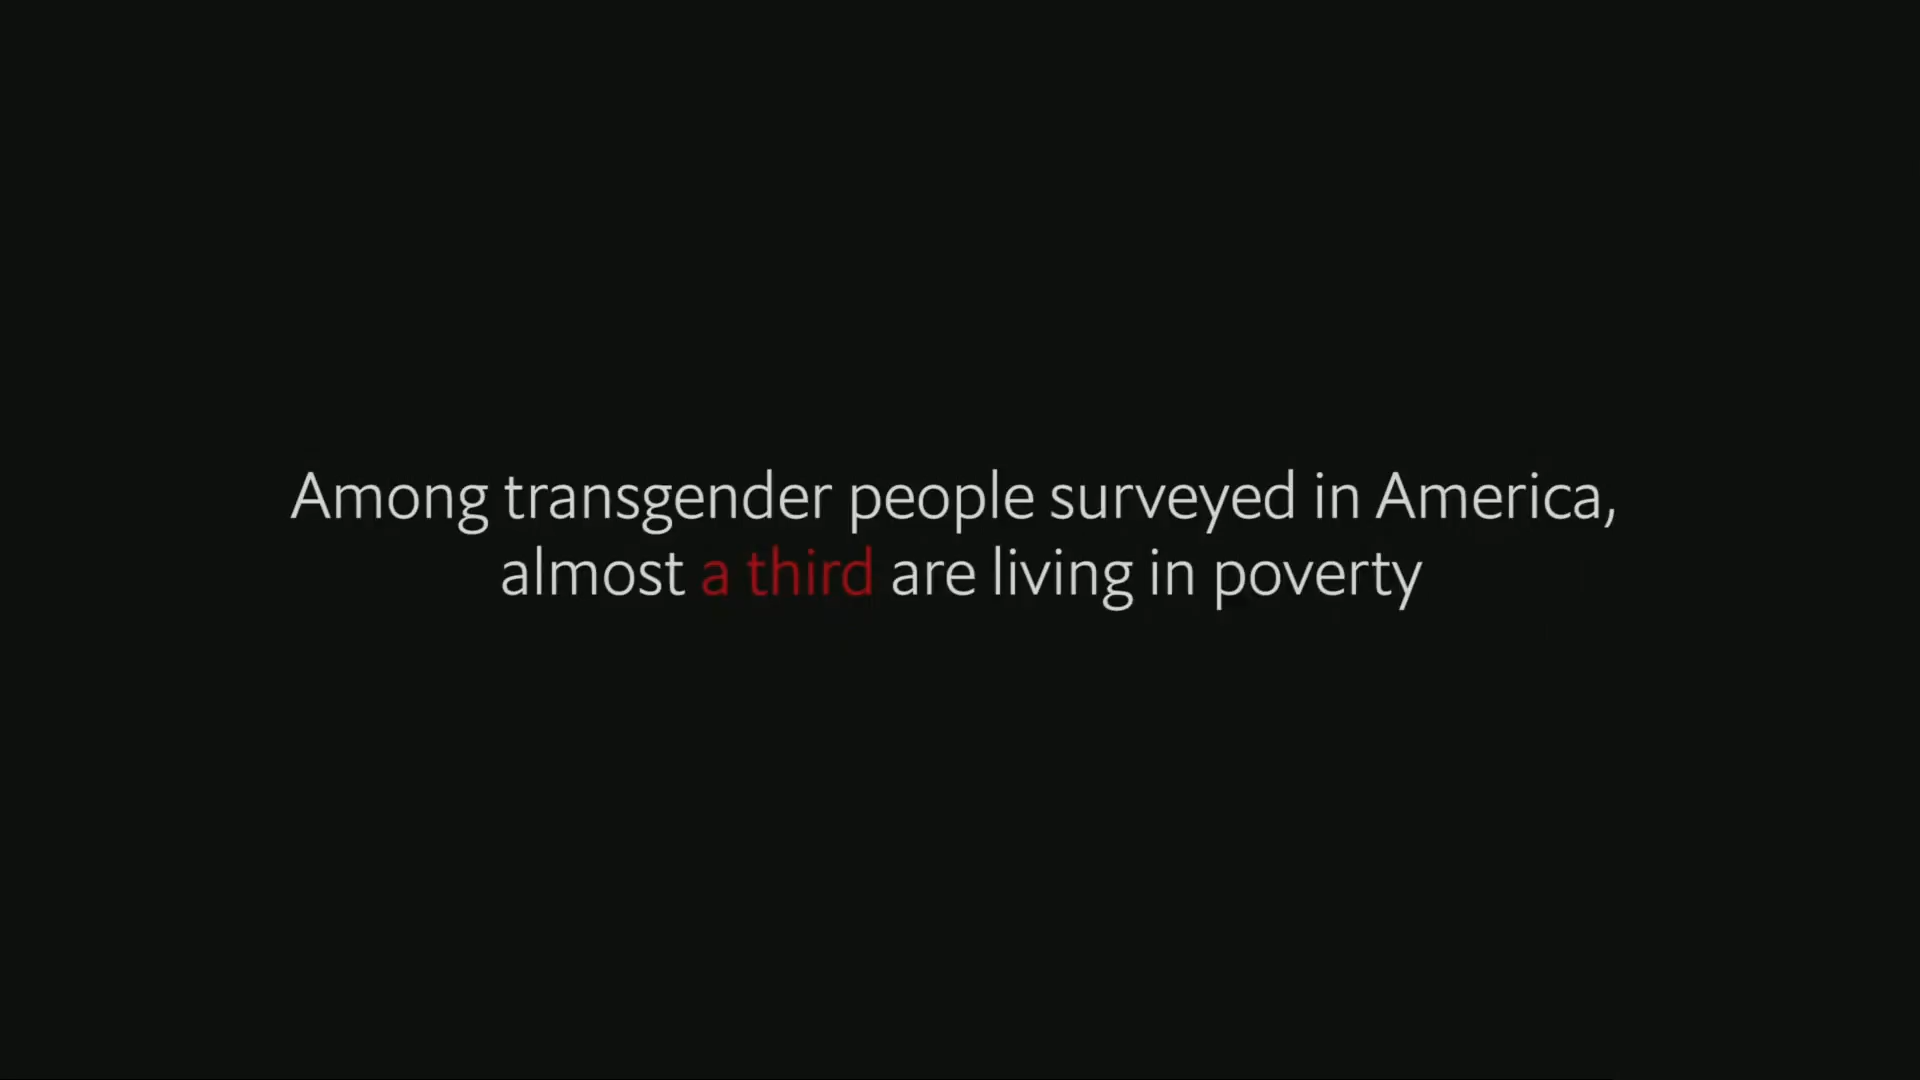 Among transgender people surveyed in America,
almost a third are living in poverty